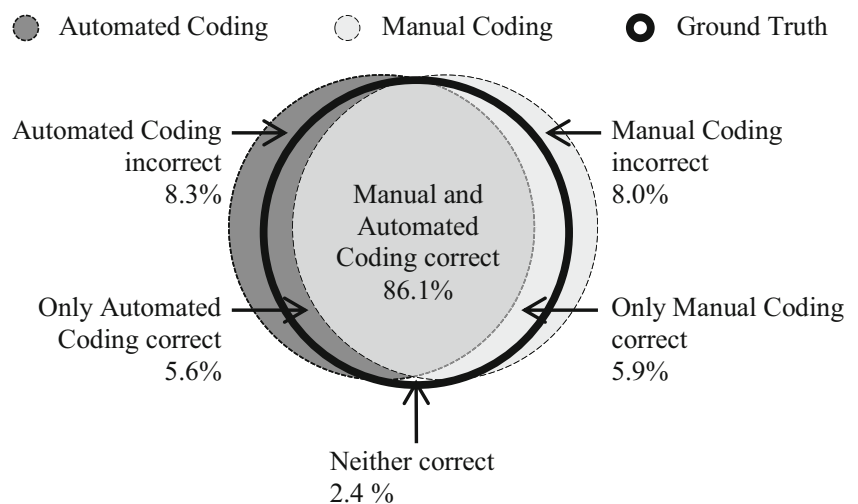 Automated Coding
Manual Coding
Ground Truth
Automated Coding
incorrect
8.3%
Manual Coding
incorrect
8.0%
Manual and
Automated
Coding correct
86.1%
Only Automated
Coding correct
5.6%
Only Manual Coding
correct
5.9%
Neither correct
2.4 %